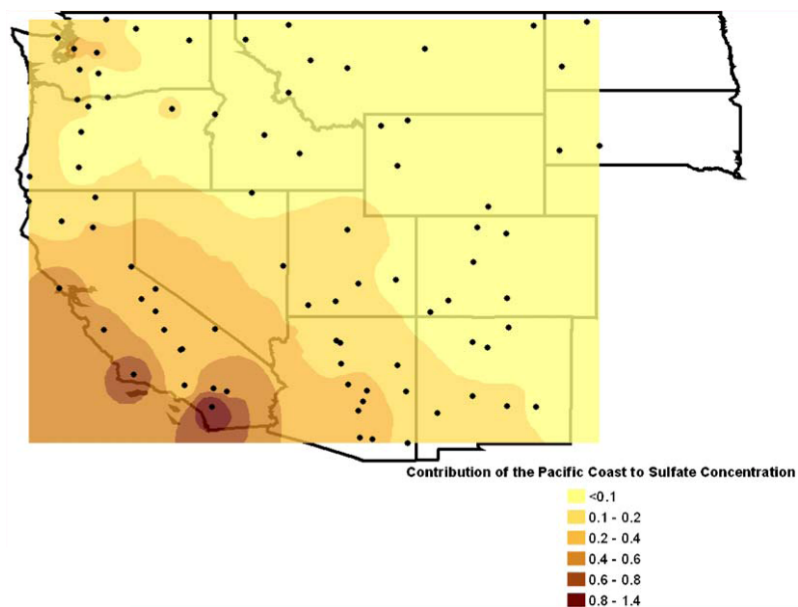 Contribution of the Pacific Coast to Sulfate Concentration
<0.1
0.1 - 0.2
0.2 - 0.4
0.4 - 0.6
0.6 - 0.8
0.8 - 1.4